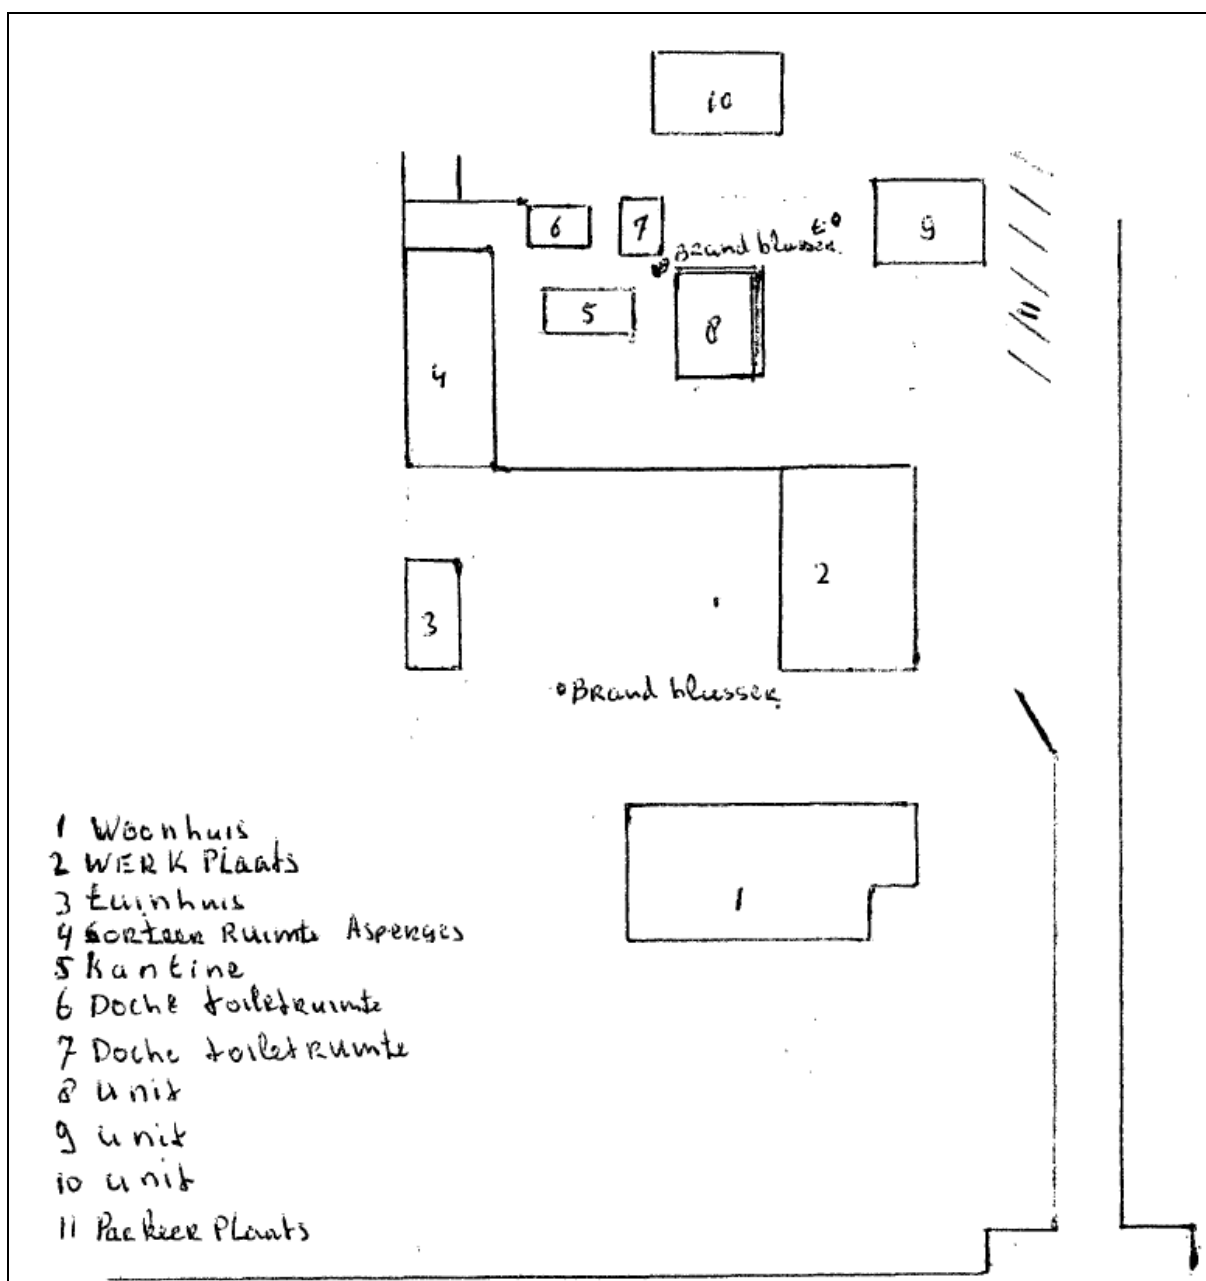 10
6
7
t.
Brand blusser.
9
5
8
11
4
2
3
Brand blusser.
1
1 Woonhuis
2 WERK PLaats
3 tuinhuis
4 SORteer Ruimte Asperges
5 Kantine
6 Doche toiletruimte
7 Doche toiletruimte
8 unit
9 unit
10 unit
11 Parkeer PLaats